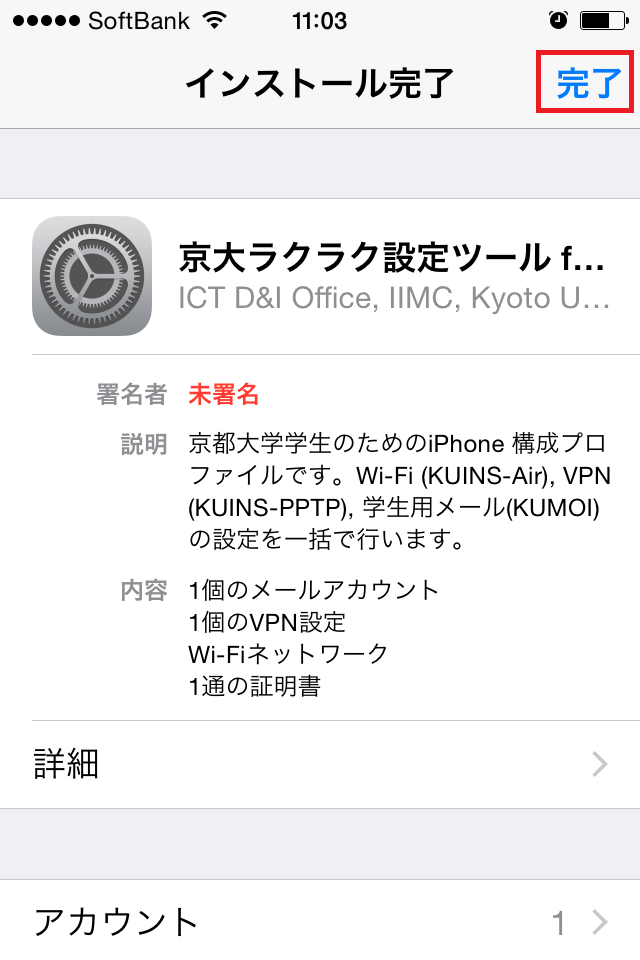 SoftBank 11:03
インストール完了 完了
京大ラクラク設定ツール f...
ICT D&I Office, IIMC, Kyoto U...
署名者 未署名
説明 京都大学学生のためのiPhone 構成プロ
ファイルです。Wi-Fi (KUINS-Air), VPN
(KUINS-PPTP), 学生用メール(KUMOI)
の設定を一括で行います。
内容 1個のメールアカウント
1個のVPN設定
Wi-Fiネットワーク
1通の証明書
詳細
アカウント 1